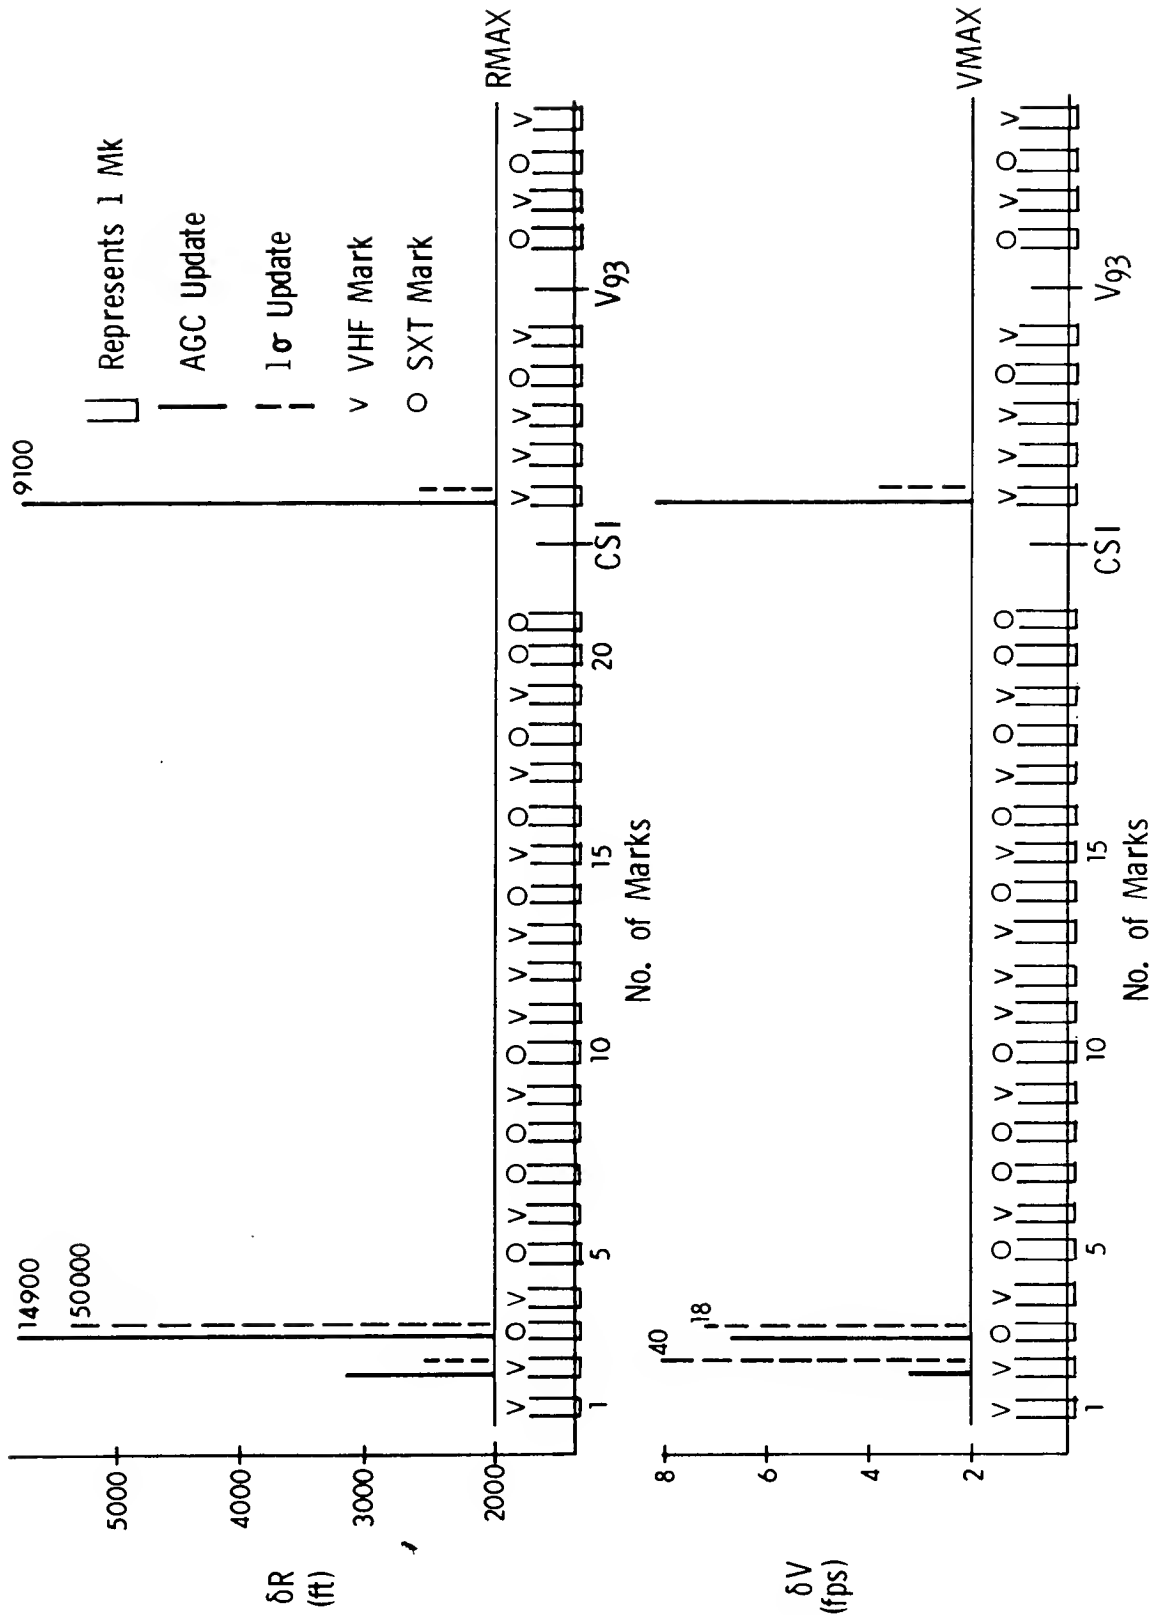 14900
150000
9100
Represents 1 Mk
AGC Update
1σ Update
V VHF Mark
O SXT Mark
δR
(ft)
5000
4000
3000
2000
RMAX
V V O V O V O O V O V V V O V O V O V O O V V V O V O V O V
1 5 10 15 20 CSI V93
No. of Marks
40
18
δV
(fps)
8
6
4
2
VMAX
V V O V O V O O V O V V V O V O V O V O O V V V O V O V O V
1 5 10 15 CSI V93
No. of Marks